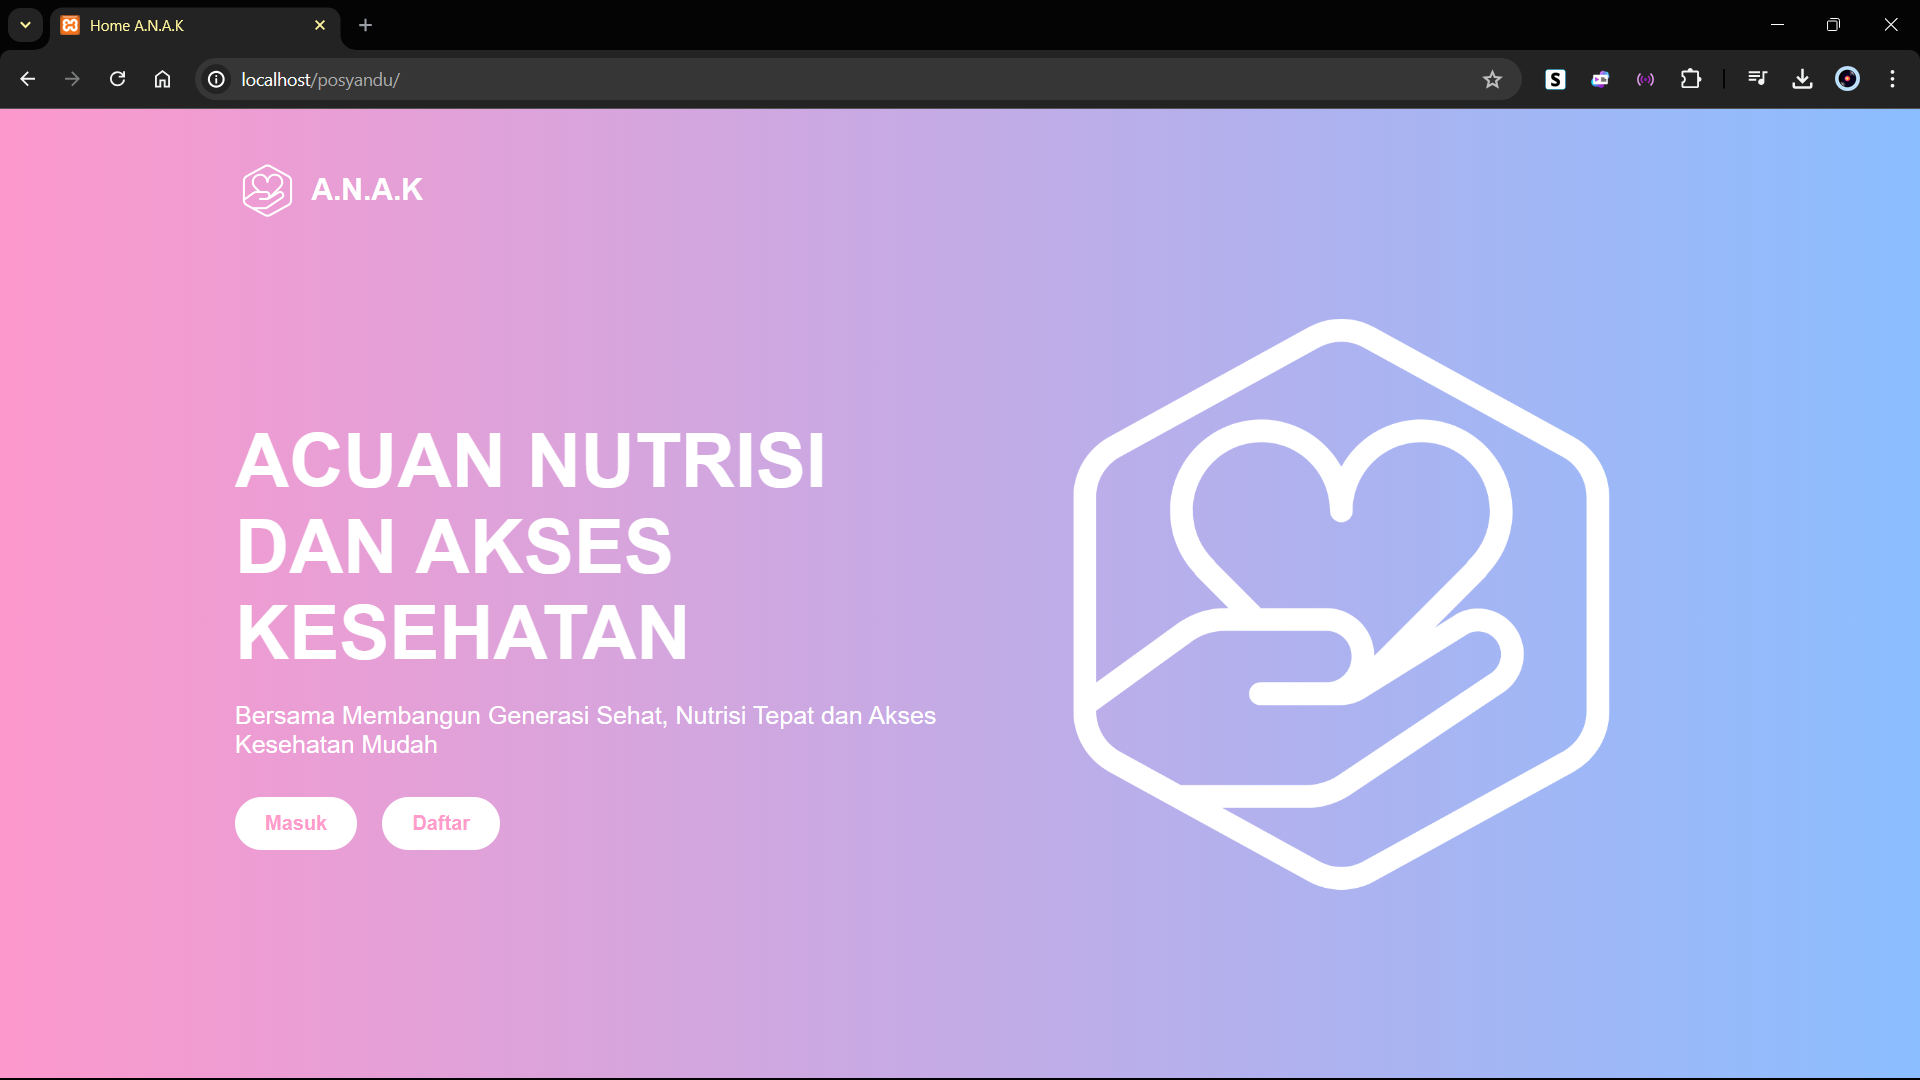 Home A.N.A.K
localhost/posyandu/
A.N.A.K
ACUAN NUTRISI
DAN AKSES
KESEHATAN
Bersama Membangun Generasi Sehat, Nutrisi Tepat dan Akses
Kesehatan Mudah
Masuk
Daftar